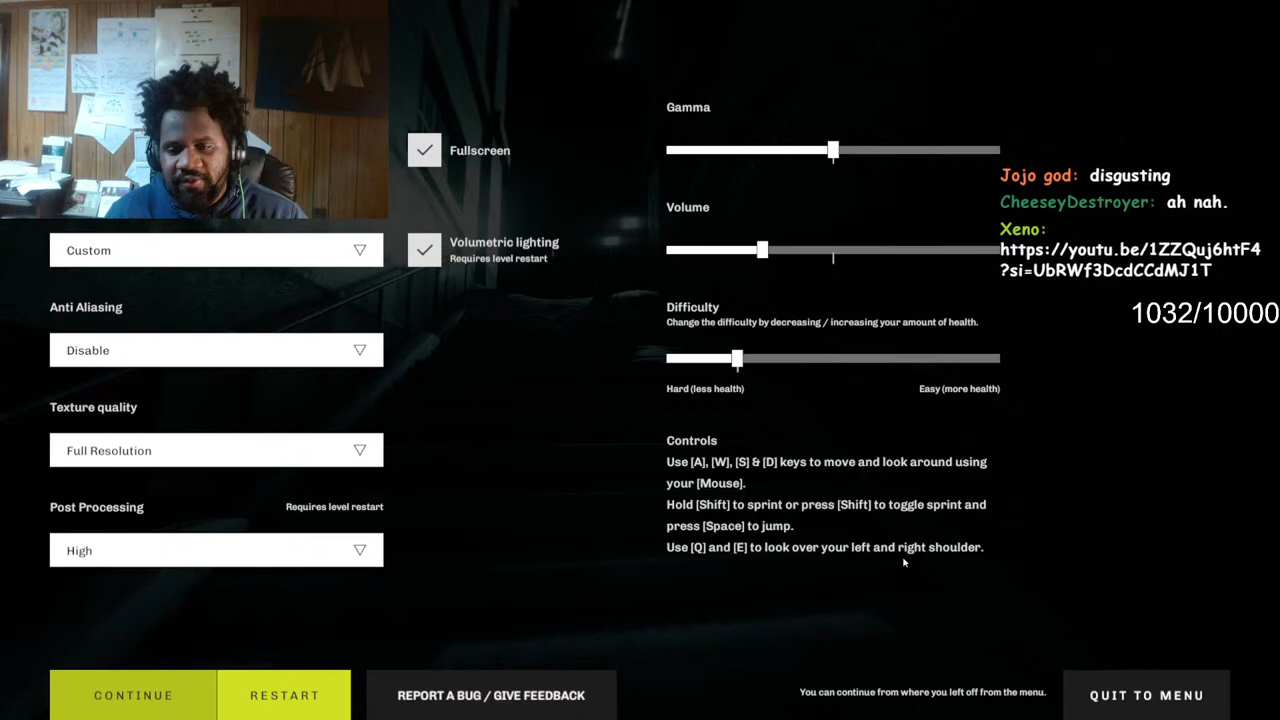 Fullscreen
Custom
Volumetric lighting
Requires level restart
Anti Aliasing
Disable
Texture quality
Full Resolution
Post Processing
Requires level restart
High
Gamma
Volume
Difficulty
Change the difficulty by decreasing / increasing your amount of health.
Hard (less health)
Easy (more health)
Controls
Use [A], [W], [S] & [D] keys to move and look around using
your [Mouse].
Hold [Shift] to sprint or press [Shift] to toggle sprint and
press [Space] to jump.
Use [Q] and [E] to look over your left and right shoulder.
Jojo god: disgusting
CheeseyDestroyer: ah nah.
Xeno:
https://youtu.be/1ZZQuj6htF4
?si=UbRWf3DcdCCdMJ1T
1032/10000
CONTINUE
RESTART
REPORT A BUG / GIVE FEEDBACK
You can continue from where you left off from the menu.
QUIT TO MENU